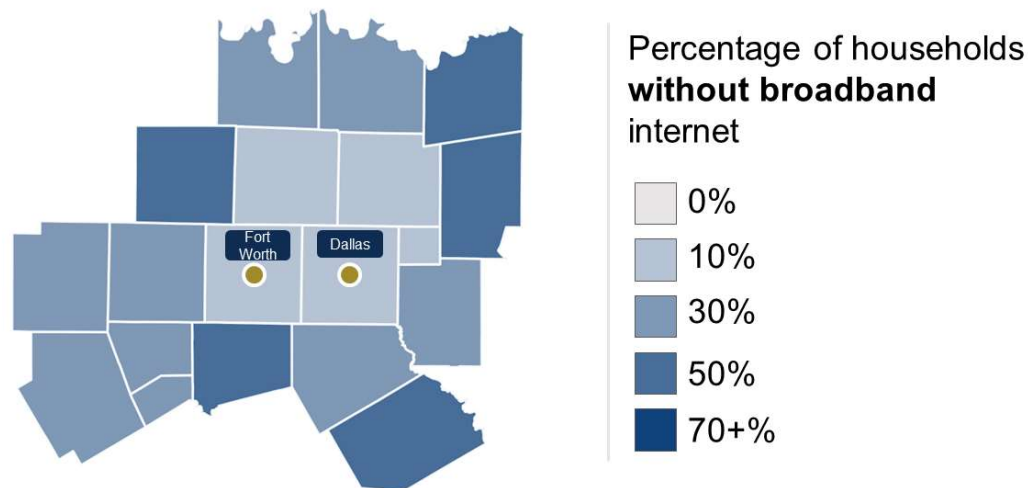 Fort
Worth
Dallas
Percentage of households
without broadband
internet
0%
10%
30%
50%
70+%